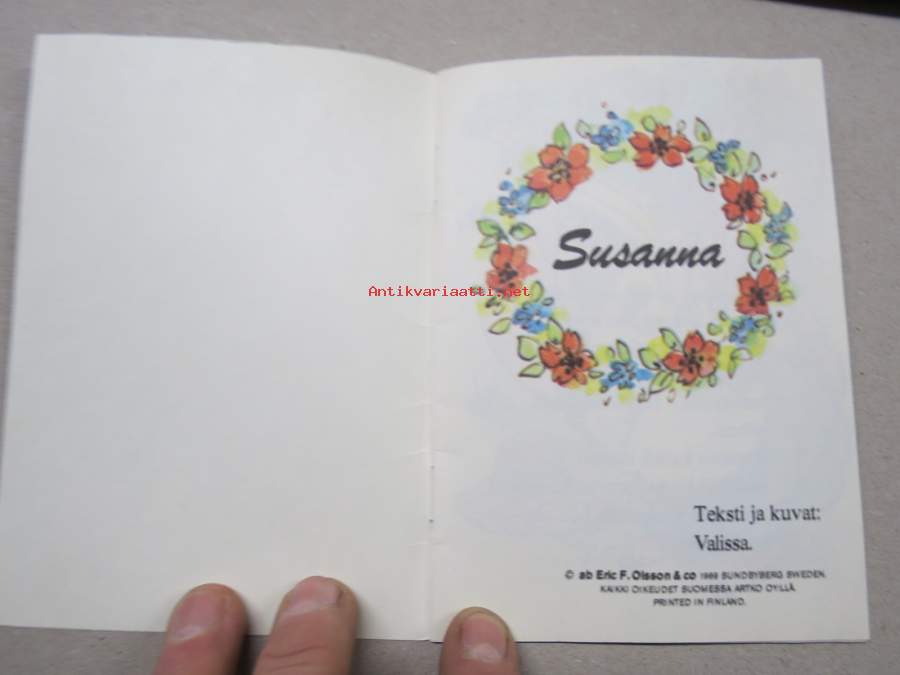 Susanna
Antikvariaatti.net
Teksti ja kuvat:
Valissa.
© ab Eric F. Olsson & co 1989 SUNDBYBERG SWEDEN.
KAIKKI OIKEUDET SUOMESSA ARTKO OY:LLÄ.
PRINTED IN FINLAND.